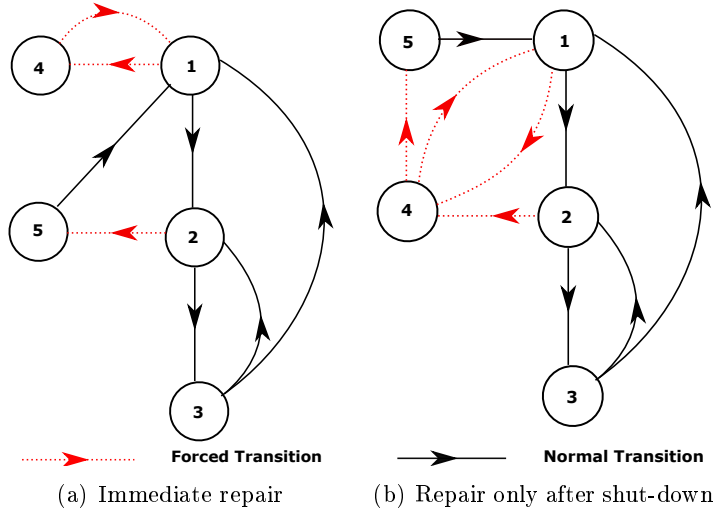 4
1
5
2
3
5
1
4
2
3
Forced Transition
Normal Transition
(a) Immediate repair
(b) Repair only after shut-down